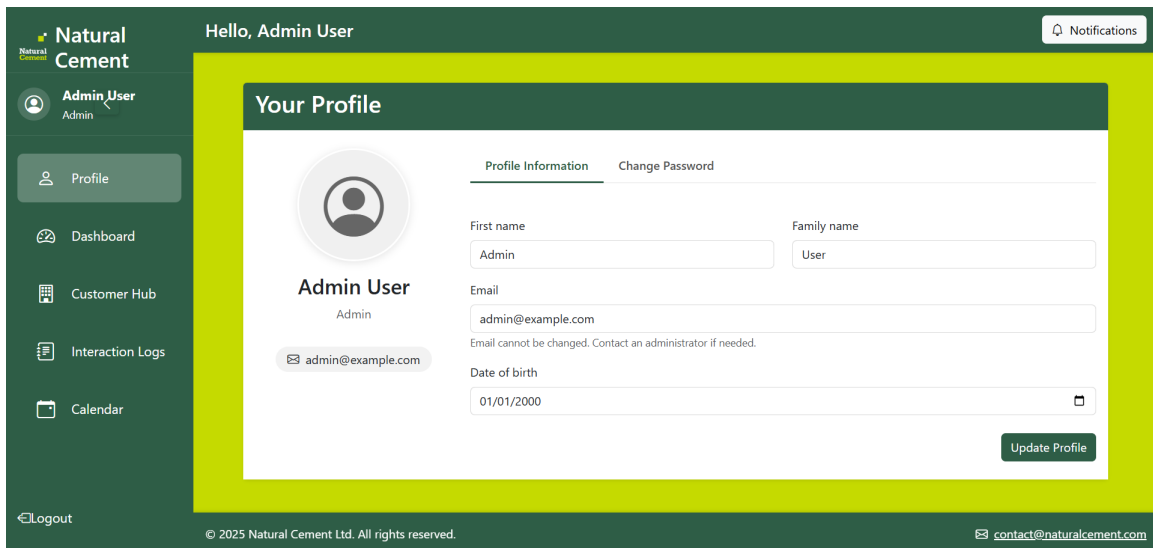 Natural
Cement
Natural
Cement
Admin User
Admin
Profile
Dashboard
Customer Hub
Interaction Logs
Calendar
Logout
Hello, Admin User
Notifications
Your Profile
Admin User
Admin
admin@example.com
Profile Information Change Password
First name Family name
Admin User
Email
admin@example.com
Email cannot be changed. Contact an administrator if needed.
Date of birth
01/01/2000
Update Profile
© 2025 Natural Cement Ltd. All rights reserved. contact@naturalcement.com